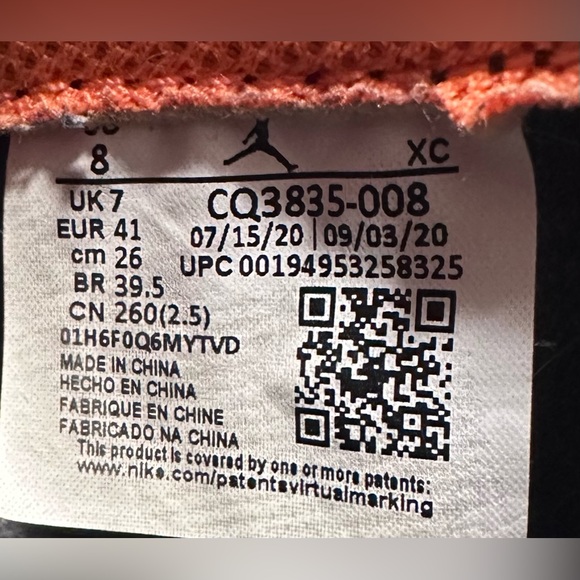 8 XC
UK 7 CQ3835-008
EUR 41 07/15/20 | 09/03/20
cm 26 UPC 00194953258325
BR 39.5
CN 260(2.5)
01H6F0Q6MYTVD
MADE IN CHINA
HECHO EN CHINA
FABRIQUE EN CHINE
FABRICADO NA CHINA
This product is covered by one or more patents:
www.nike.com/patentsvirtualmarking